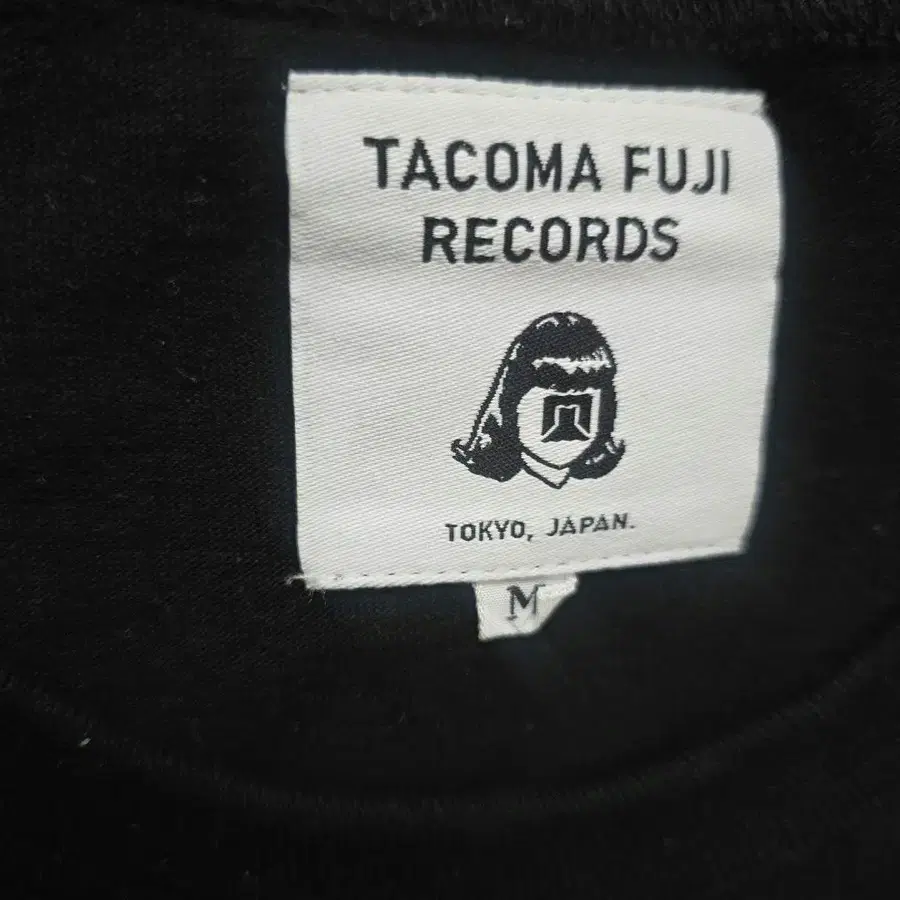 TACOMA FUJI
RECORDS
TOKYO, JAPAN.
M